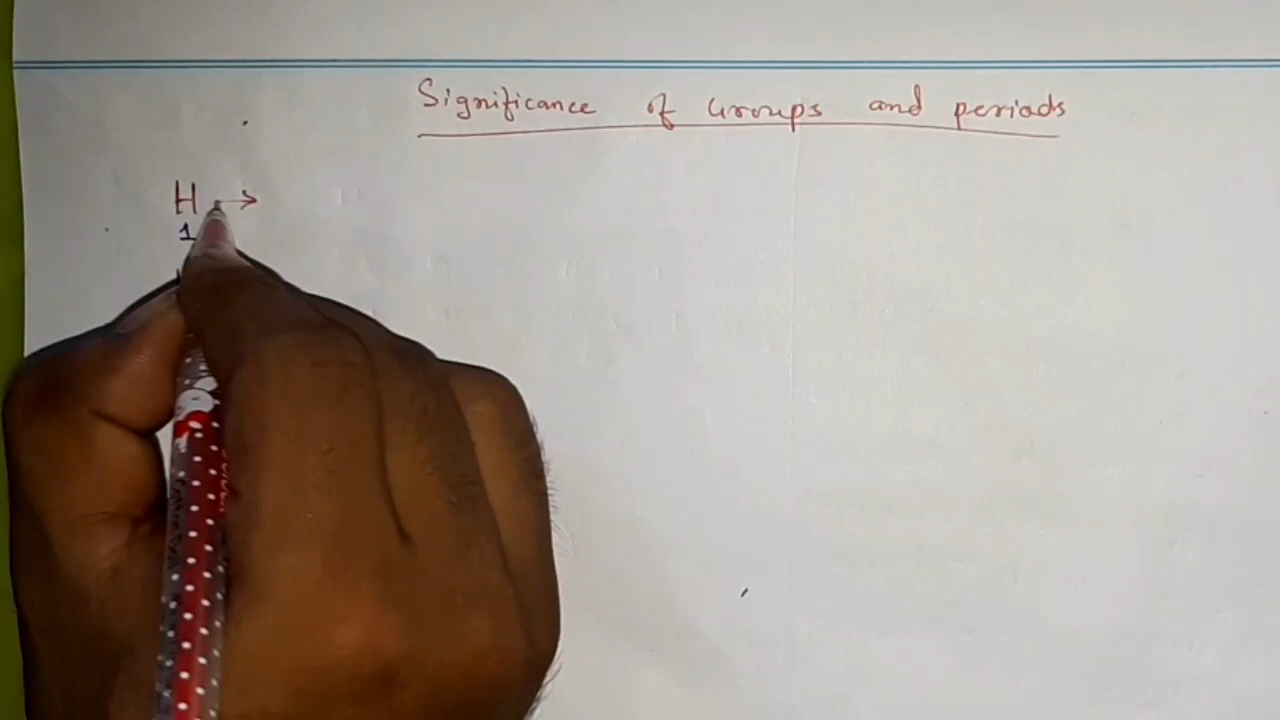 Significance of Groups and periods
H →
1